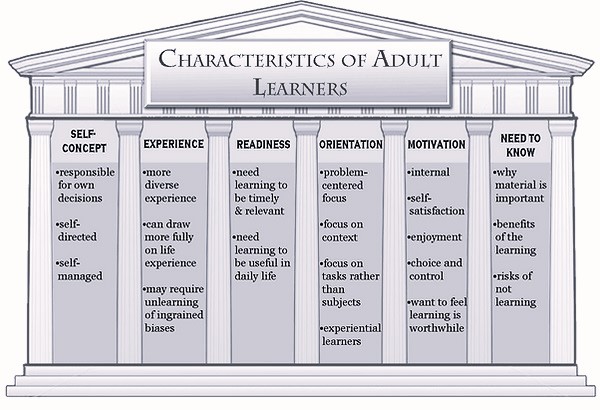 CHARACTERISTICS OF ADULT
LEARNERS
SELF-
CONCEPT
•responsible
for own
decisions
•self-
directed
•self-
managed
EXPERIENCE
•more
diverse
experience
•can draw
more fully
on life
experience
•may require
unlearning
of ingrained
biases
READINESS
•need
learning to
be timely
& relevant
•need
learning to
be useful in
daily life
ORIENTATION
•problem-
centered
focus
•focus on
context
•focus on
tasks rather
than
subjects
•experiential
learners
MOTIVATION
•internal
•self-
satisfaction
•enjoyment
•choice and
control
•want to feel
learning is
worthwhile
NEED TO
KNOW
•why
material is
important
•benefits
of the
learning
•risks of
not
learning